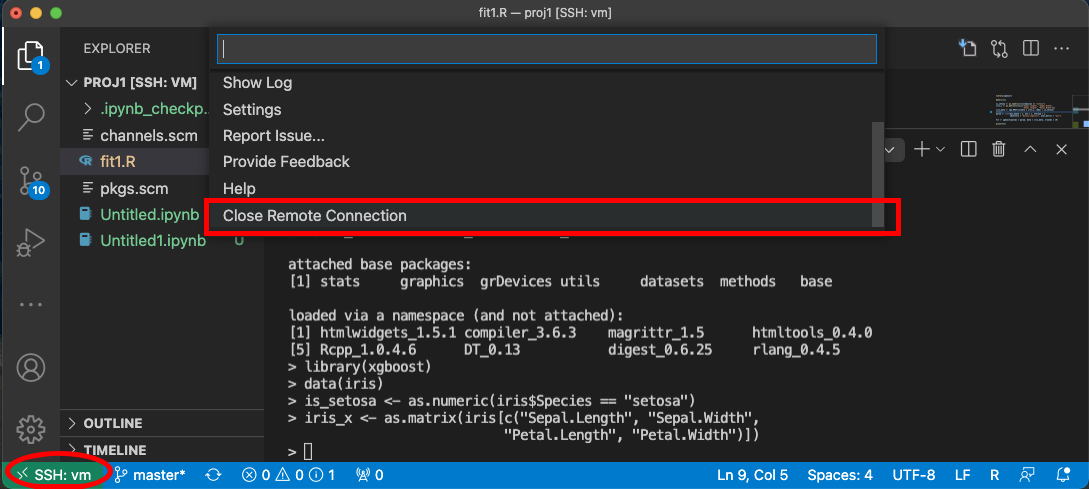 fit1.R — proj1 [SSH: vm]
EXPLORER
PROJ1 [SSH: VM]
.ipynb_checkp...
channels.scm
fit1.R
pkgs.scm
Untitled.ipynb
Untitled1.ipynb U
OUTLINE
TIMELINE
1
10
Show Log
Settings
Report Issue...
Provide Feedback
Help
Close Remote Connection
attached base packages:
[1] stats graphics grDevices utils datasets methods base
loaded via a namespace (and not attached):
[1] htmlwidgets_1.5.1 compiler_3.6.3 magrittr_1.5 htmltools_0.4.0
[5] Rcpp_1.0.4.6 DT_0.13 digest_0.6.25 rlang_0.4.5
> library(xgboost)
> data(iris)
> is_setosa <- as.numeric(iris$Species == "setosa")
> iris_x <- as.matrix(iris[c("Sepal.Length", "Sepal.Width",
"Petal.Length", "Petal.Width")])
>
SSH: vm master* 0 0 1 0 Ln 9, Col 5 Spaces: 4 UTF-8 LF R